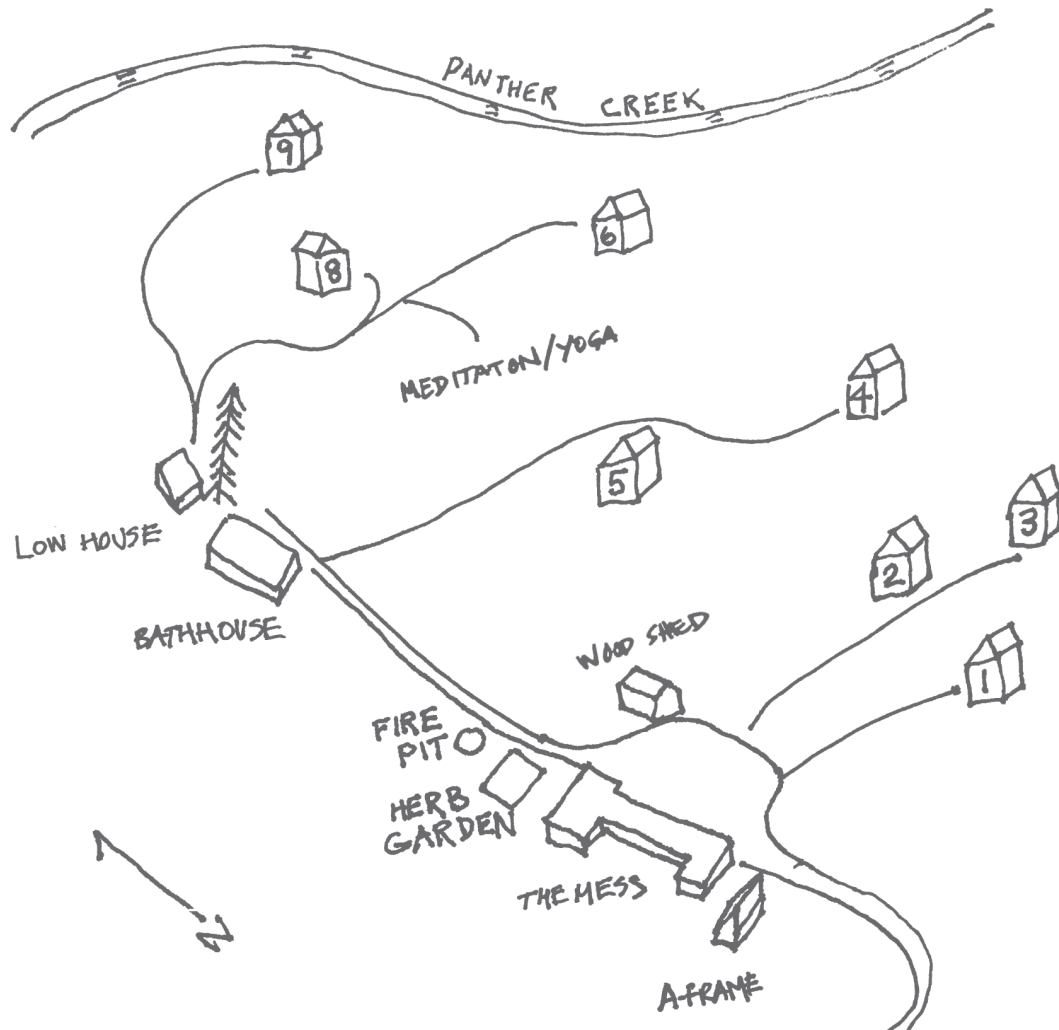 PANTHER CREEK
9
8
6
MEDITATON/YOGA
4
5
3
2
LOW HOUSE
BATHHOUSE
WOOD SHED
1
FIRE
PIT
HERB
GARDEN
THE MESS
A-FRAME
N